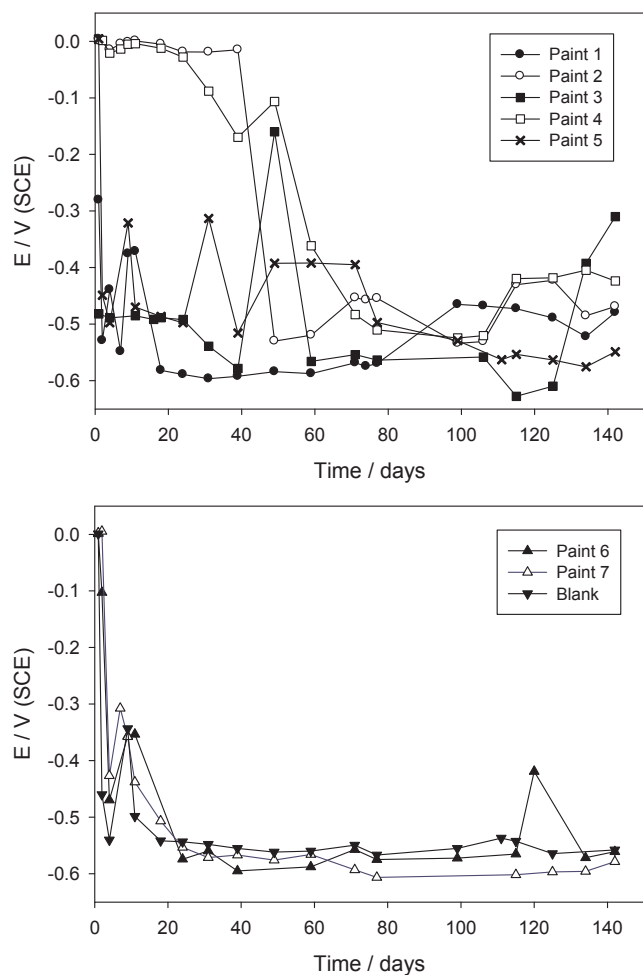 0.0
-0.1
-0.2
-0.3
-0.4
-0.5
-0.6
E / V (SCE)
Paint 1
Paint 2
Paint 3
Paint 4
Paint 5
0 20 40 60 80 100 120 140
Time / days
0.0
-0.1
-0.2
-0.3
-0.4
-0.5
-0.6
E / V (SCE)
Paint 6
Paint 7
Blank
0 20 40 60 80 100 120 140
Time / days